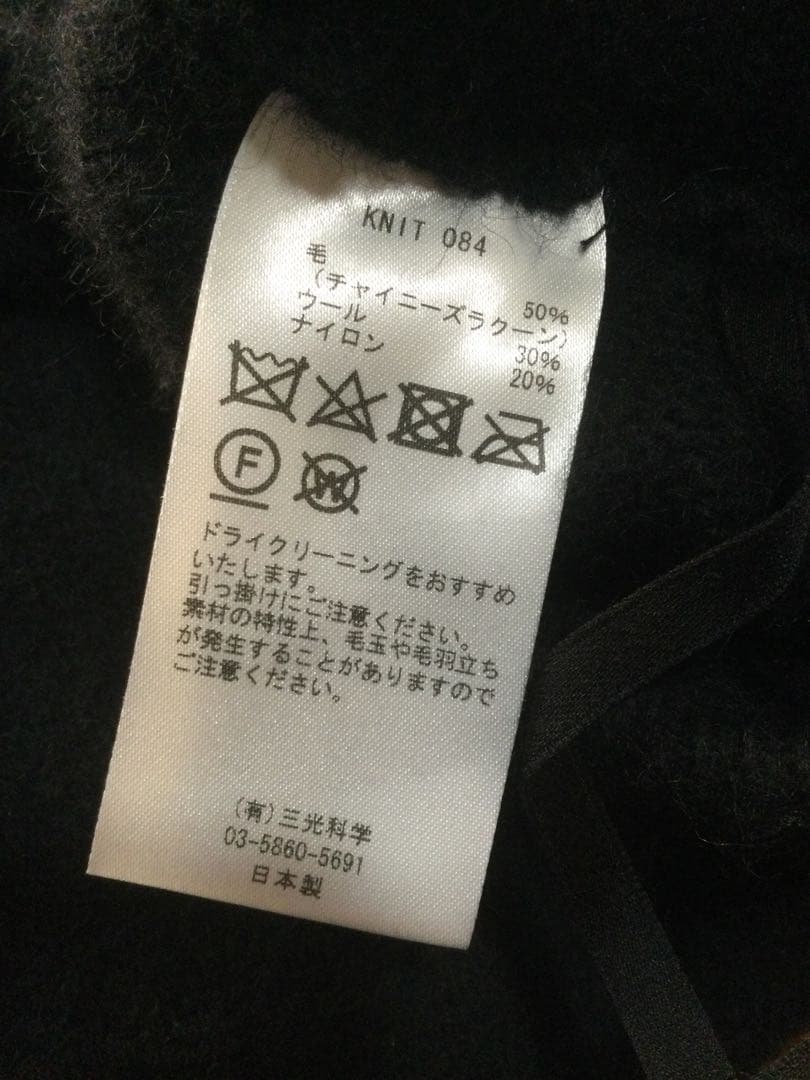 KNIT 084
毛 50%
(チャイニーズラクーン)
ウール 30%
ナイロン 20%
F W
ドライクリーニングをおすすめ
いたします。
引っ掛けにご注意ください。
素材の特性上、毛玉や毛羽立ち
が発生することがありますので
ご注意ください。
(有)三光科学
03-5860-5691
日本製